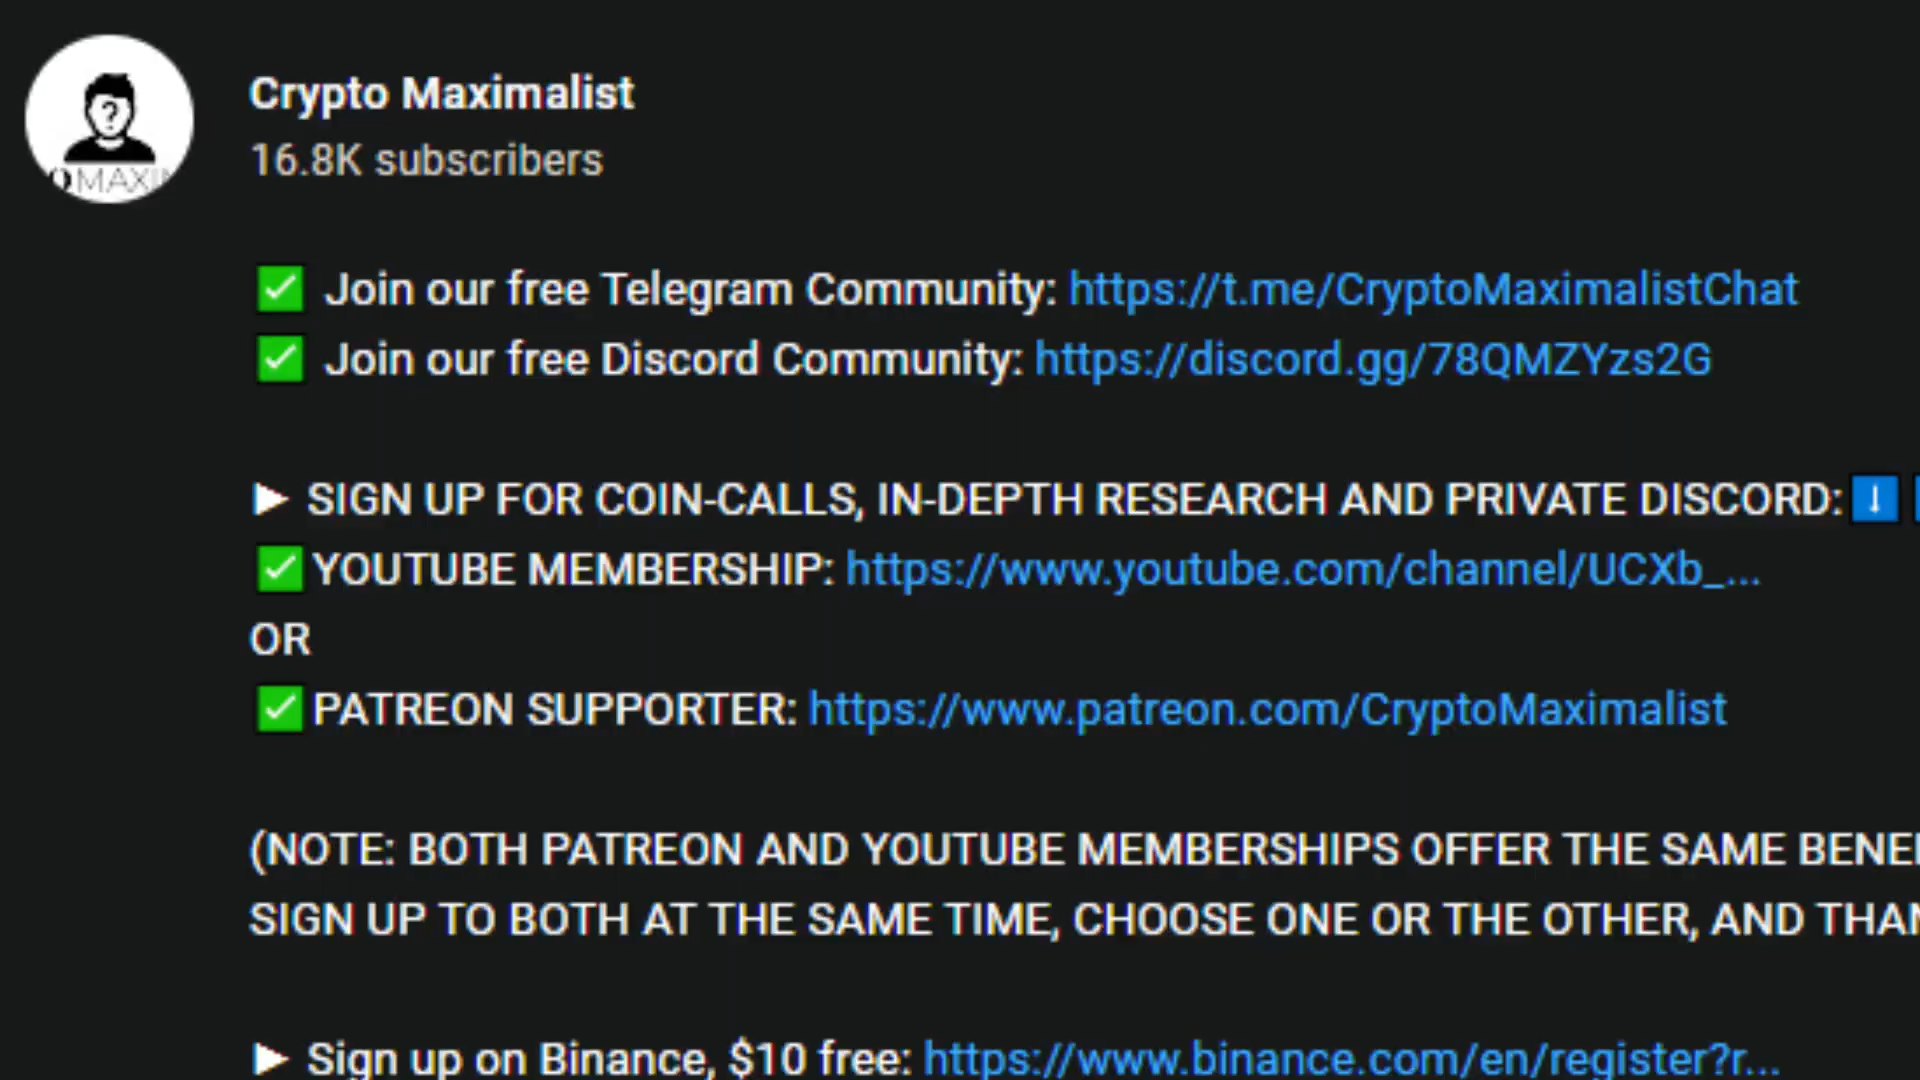 Crypto Maximalist
16.8K subscribers
?
OMAXI
✅ Join our free Telegram Community: https://t.me/CryptoMaximalistChat
✅ Join our free Discord Community: https://discord.gg/78QMZYzs2G
► SIGN UP FOR COIN-CALLS, IN-DEPTH RESEARCH AND PRIVATE DISCORD: ⬇
✅ YOUTUBE MEMBERSHIP: https://www.youtube.com/channel/UCXb_...
OR
✅ PATREON SUPPORTER: https://www.patreon.com/CryptoMaximalist
(NOTE: BOTH PATREON AND YOUTUBE MEMBERSHIPS OFFER THE SAME
SIGN UP TO BOTH AT THE SAME TIME, CHOOSE ONE OR THE OTHER, AND
► Sign up on Binance, $10 free: https://www.binance.com/en/register?r...